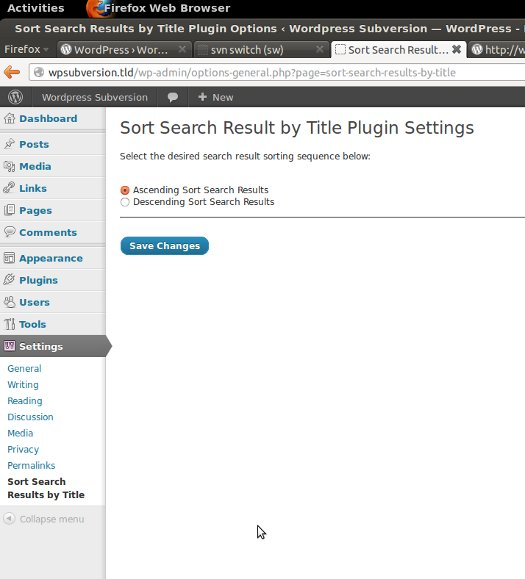 Activities Firefox Web Browser
Sort Search Results by Title Plugin Options ‹ Wordpress Subversion — WordPress -
Firefox WordPress › Wor... svn switch (sw) Sort Search Result... http://w
wpsubversion.tld/wp-admin/options-general.php?page=sort-search-results-by-title
Wordpress Subversion + New
Dashboard
Posts
Media
Links
Pages
Comments
Appearance
Plugins
Users
Tools
Settings
General
Writing
Reading
Discussion
Media
Privacy
Permalinks
Sort Search
Results by Title
Collapse menu
Sort Search Result by Title Plugin Settings
Select the desired search result sorting sequence below:
Ascending Sort Search Results
Descending Sort Search Results
Save Changes